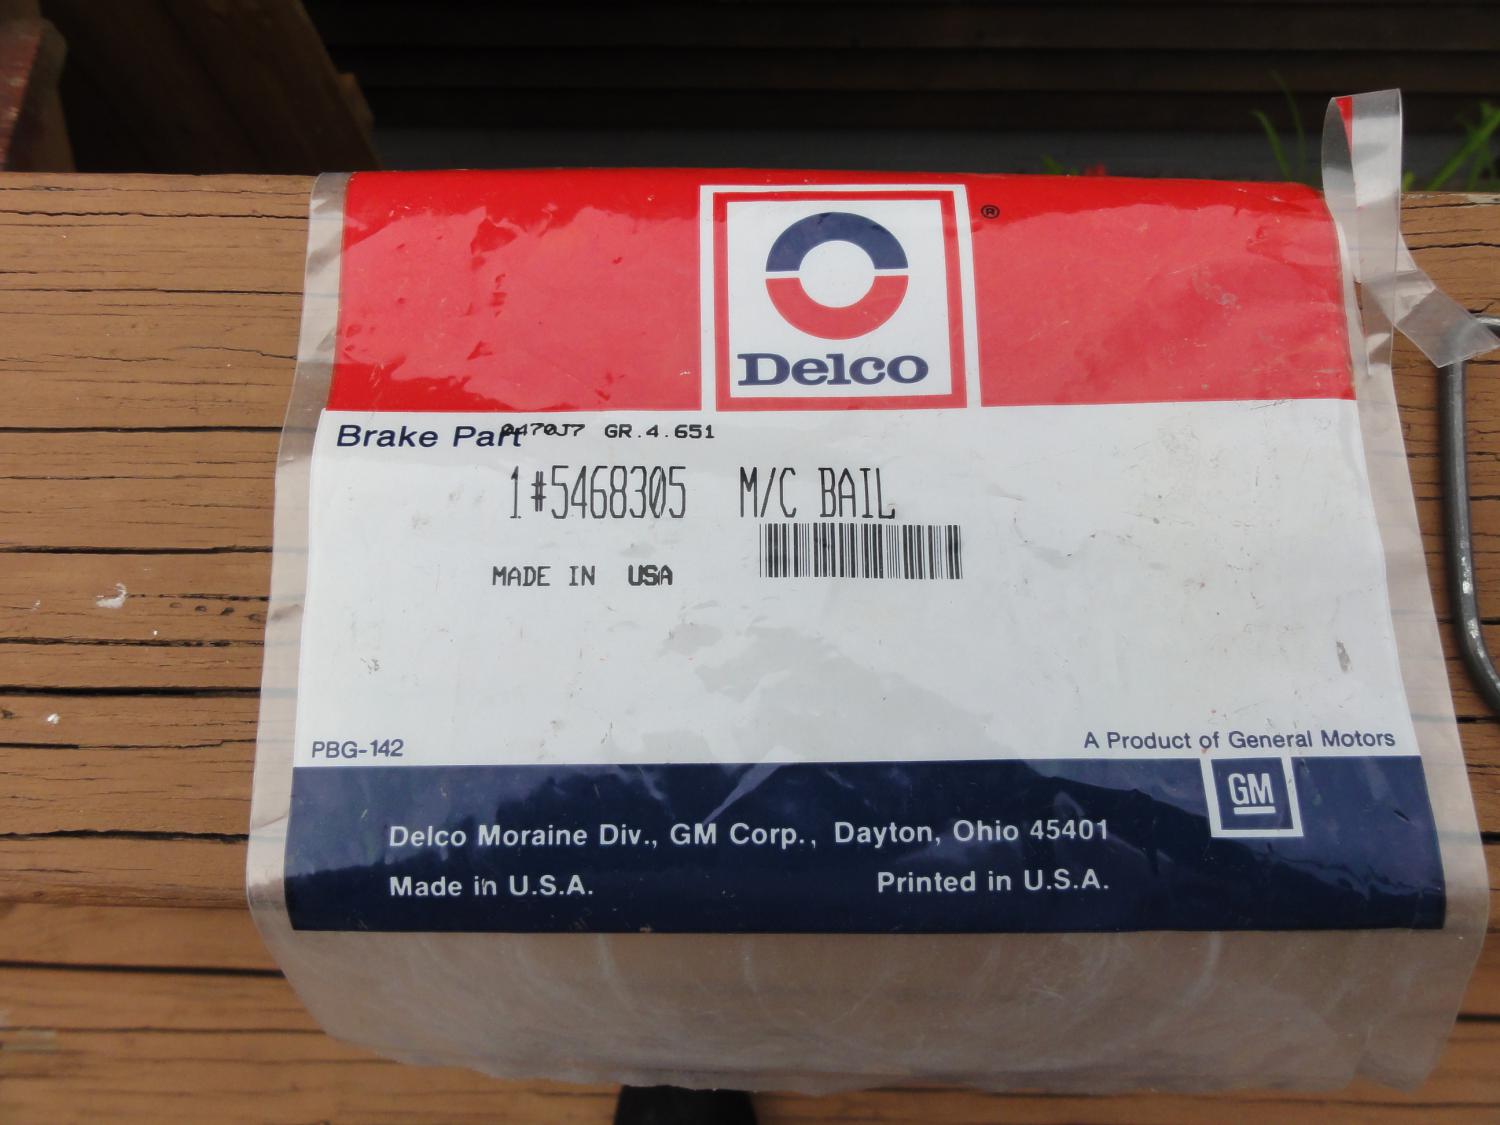 ®
Delco
Brake Part 0470J7 GR.4.651
1#5468305 M/C BAIL
MADE IN USA
PBG-142
A Product of General Motors
GM
Delco Moraine Div., GM Corp., Dayton, Ohio 45401
Made in U.S.A. Printed in U.S.A.